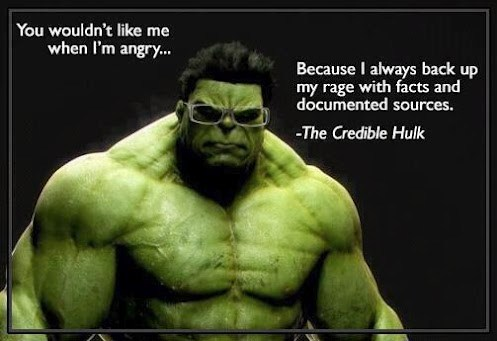 You wouldn't like me
when I'm angry...
Because I always back up
my rage with facts and
documented sources.
-The Credible Hulk